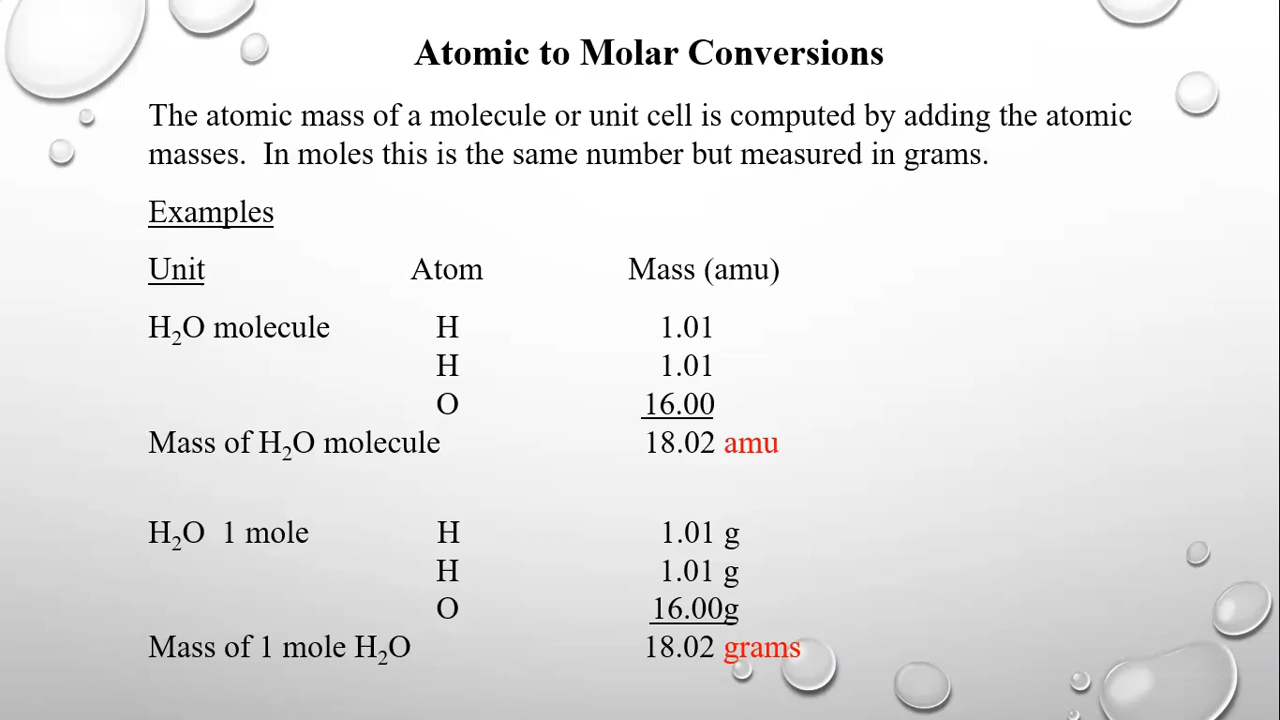 Atomic to Molar Conversions
The atomic mass of a molecule or unit cell is computed by adding the atomic
masses.  In moles this is the same number but measured in grams.
Examples
Unit Atom Mass (amu)
H₂O molecule H 1.01
H 1.01
O 16.00
Mass of H₂O molecule 18.02 amu
H₂O  1 mole H 1.01 g
H 1.01 g
O 16.00g
Mass of 1 mole H₂O 18.02 grams